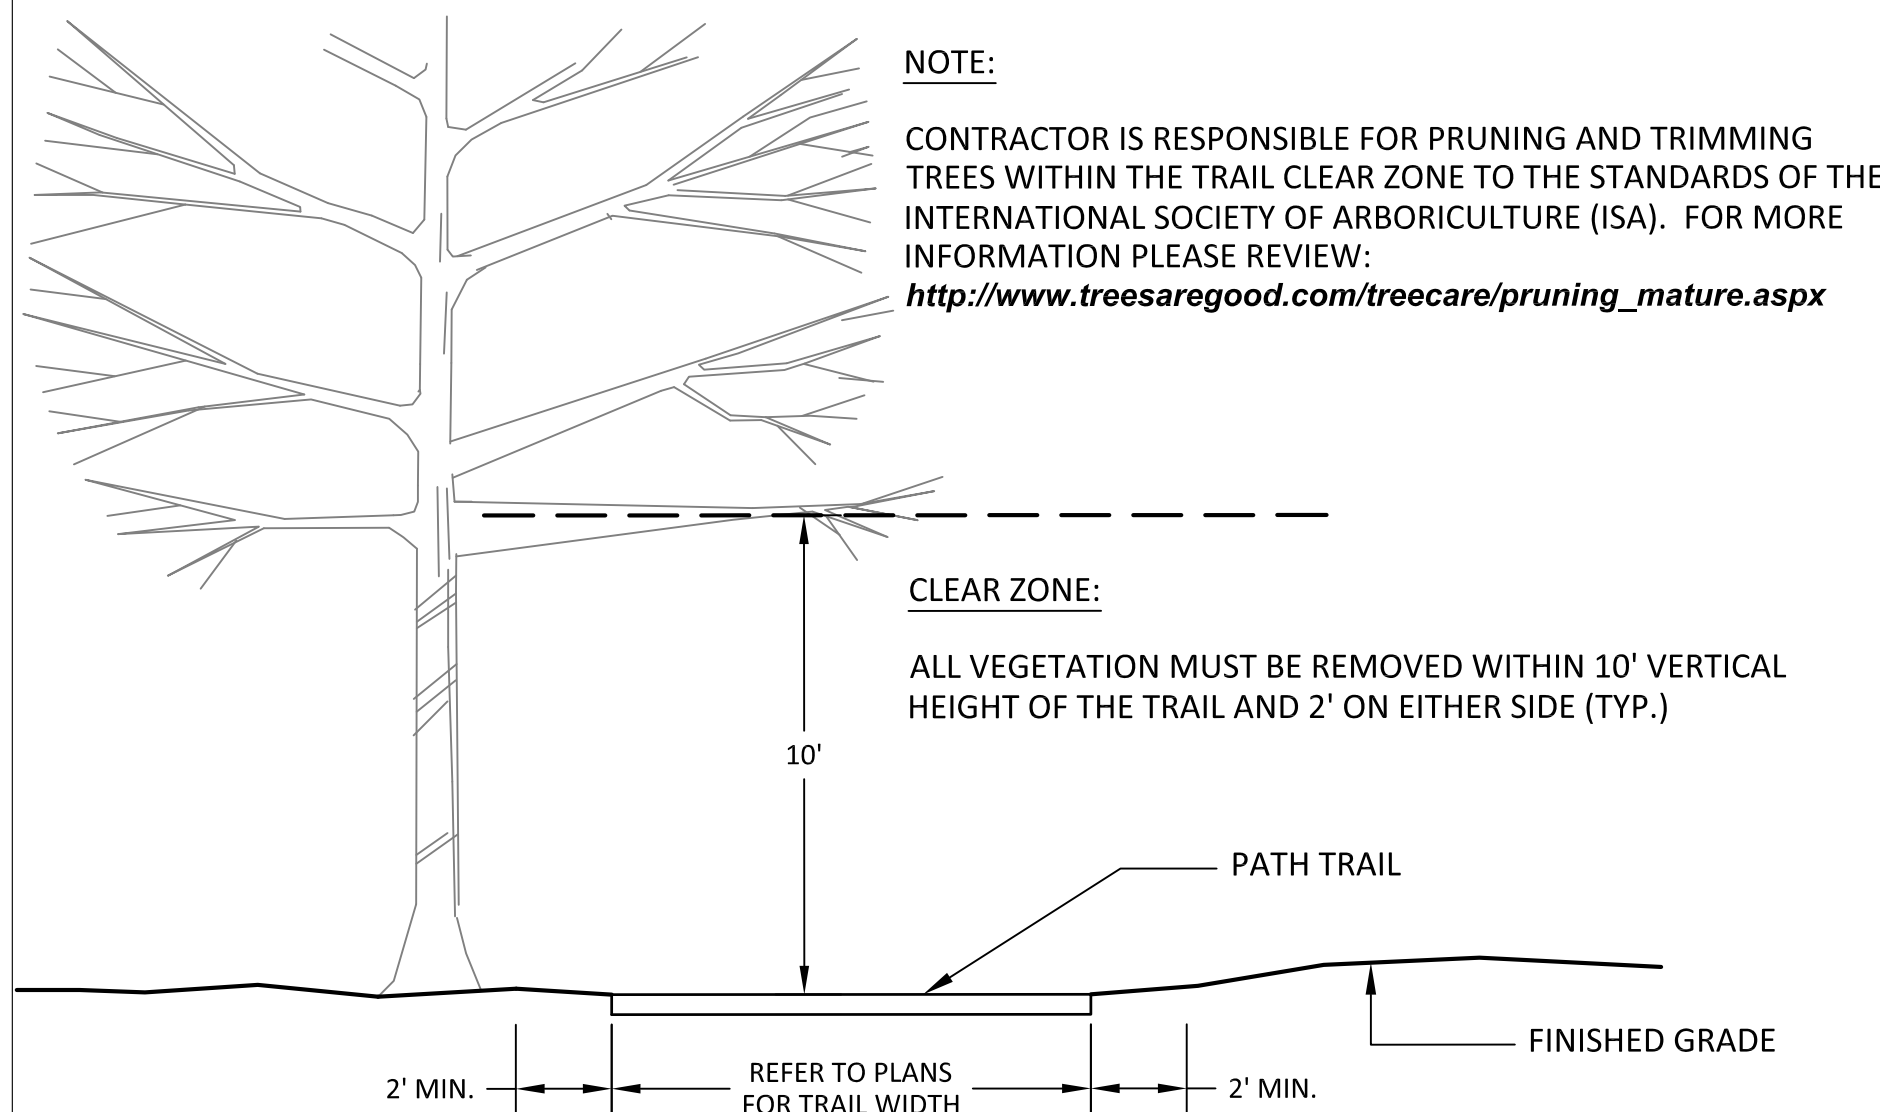 NOTE:
CONTRACTOR IS RESPONSIBLE FOR PRUNING AND TRIMMING
TREES WITHIN THE TRAIL CLEAR ZONE TO THE STANDARDS OF THE
INTERNATIONAL SOCIETY OF ARBORICULTURE (ISA).  FOR MORE
INFORMATION PLEASE REVIEW:
http://www.treesaregood.com/treecare/pruning_mature.aspx
CLEAR ZONE:
ALL VEGETATION MUST BE REMOVED WITHIN 10' VERTICAL
HEIGHT OF THE TRAIL AND 2' ON EITHER SIDE (TYP.)
10'
PATH TRAIL
FINISHED GRADE
2' MIN.
REFER TO PLANS
FOR TRAIL WIDTH
2' MIN.